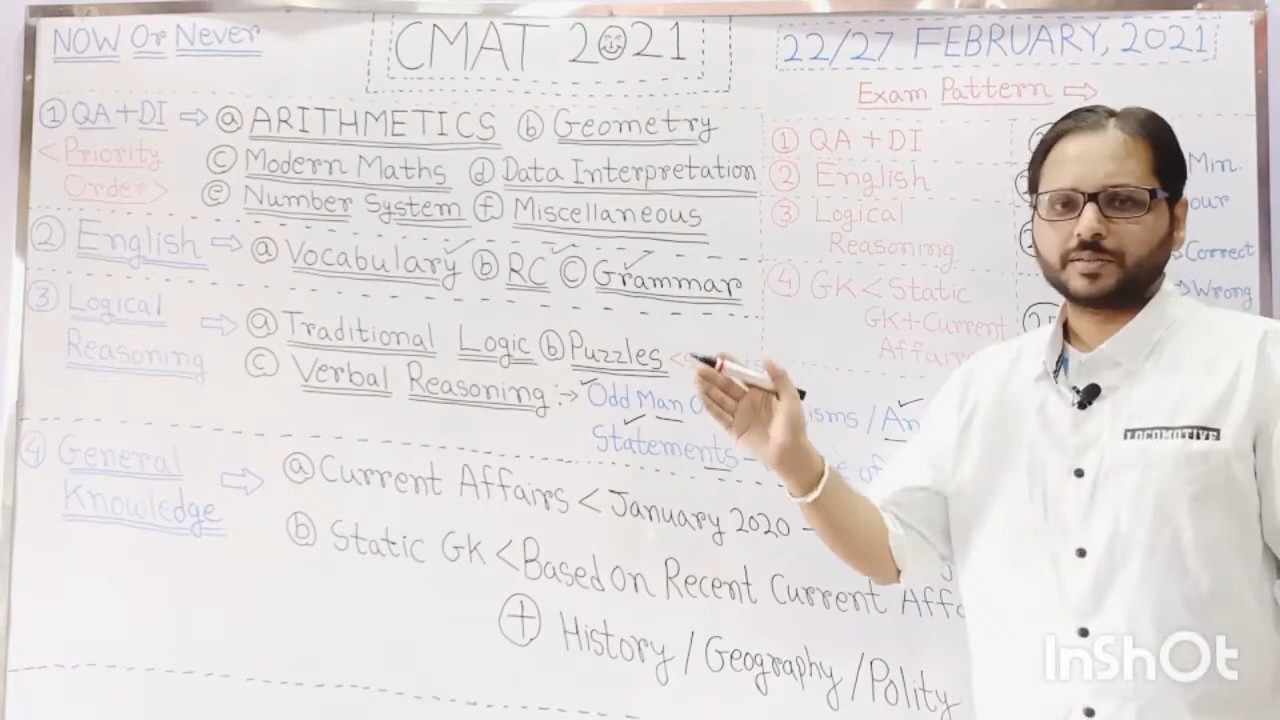 NOW Or Never
CMAT 2021
22/27 FEBRUARY, 2021
Exam Pattern ⇨
① QA + DI ⇨ ⓐ ARITHMETICS ⓑ Geometry
<Priority Order>
ⓒ Modern Maths ⓓ Data Interpretation
ⓔ Number System ⓕ Miscellaneous
② English ⇨ ⓐ Vocabulary ✓ ⓑ RC ✓ ⓒ Grammar ✓
③ Logical
Reasoning ⇨ ⓐ Traditional Logic ⓑ Puzzles
ⓒ Verbal Reasoning :→ Odd Man
Statements -
④ General
Knowledge ⇨ ⓐ Current Affairs < January 2020 -
ⓑ Static GK < Based on Recent Current
+ History / Geography / Polity
① QA + DI
② English
③ Logical
Reasoning
④ GK < Static
GK + Current
Min.
Correct
Wrong
LOCOMOTIVE
InShOt